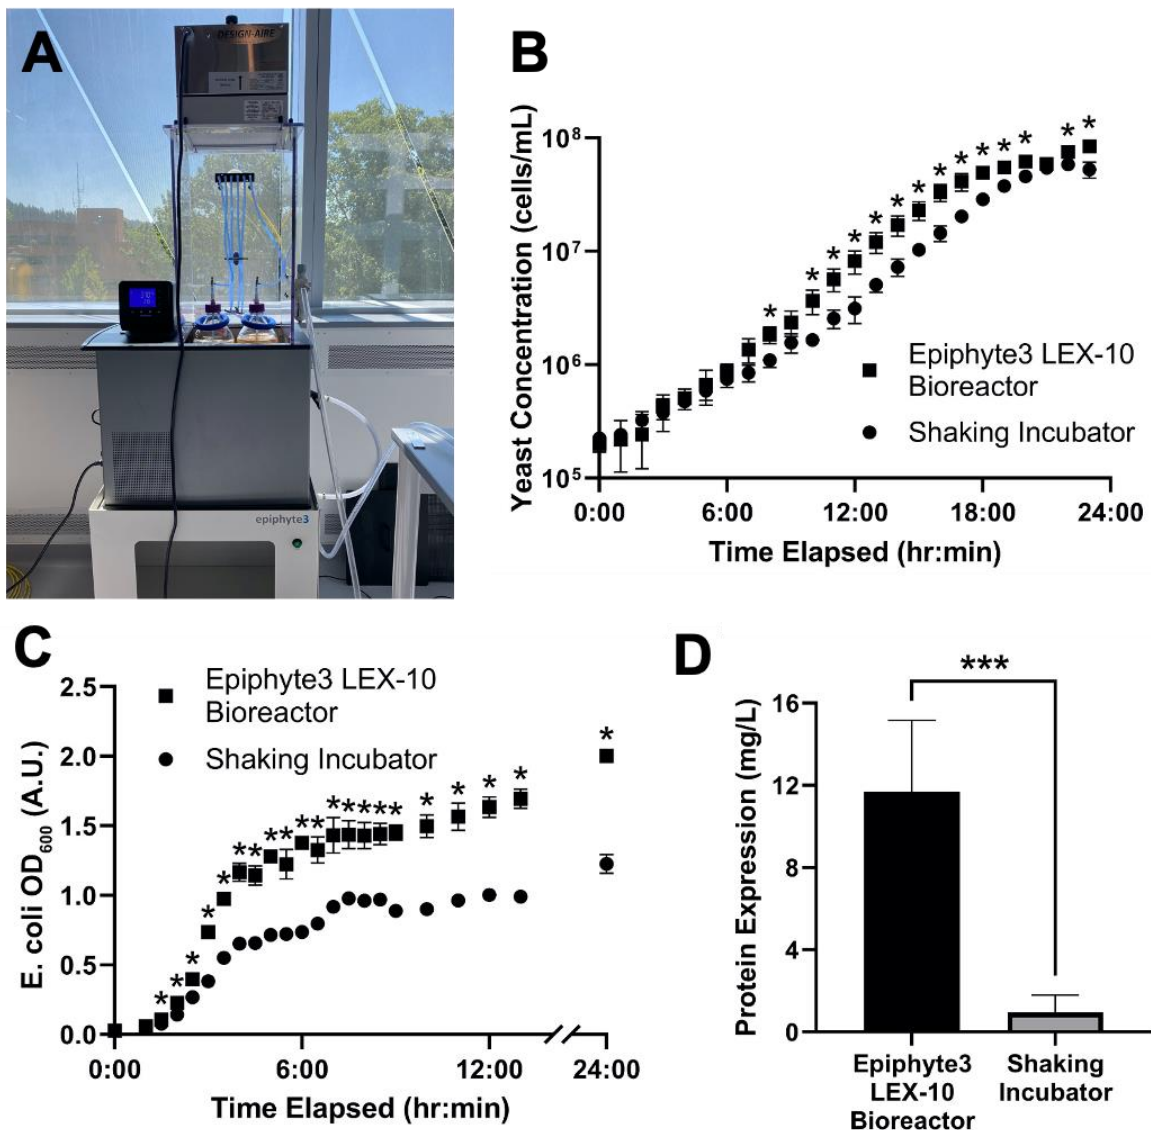 A
DESIGN-AIRE
epiphyte3
B
Yeast Concentration (cells/mL)
10⁸
10⁷
10⁶
10⁵
* * * * * * * * * * * * *
Epiphyte3 LEX-10
Bioreactor
Shaking Incubator
0:00 6:00 12:00 18:00 24:00
Time Elapsed (hr:min)
C
E. coli OD₆₀₀ (A.U.)
2.5
2.0
1.5
1.0
0.5
0.0
Epiphyte3 LEX-10
Bioreactor
Shaking Incubator
* * * * * ** ** ** ***** * * * * *
0:00 6:00 12:00 24:00
Time Elapsed (hr:min)
D
Protein Expression (mg/L)
16
12
8
4
0
***
Epiphyte3
LEX-10
Bioreactor
Shaking
Incubator